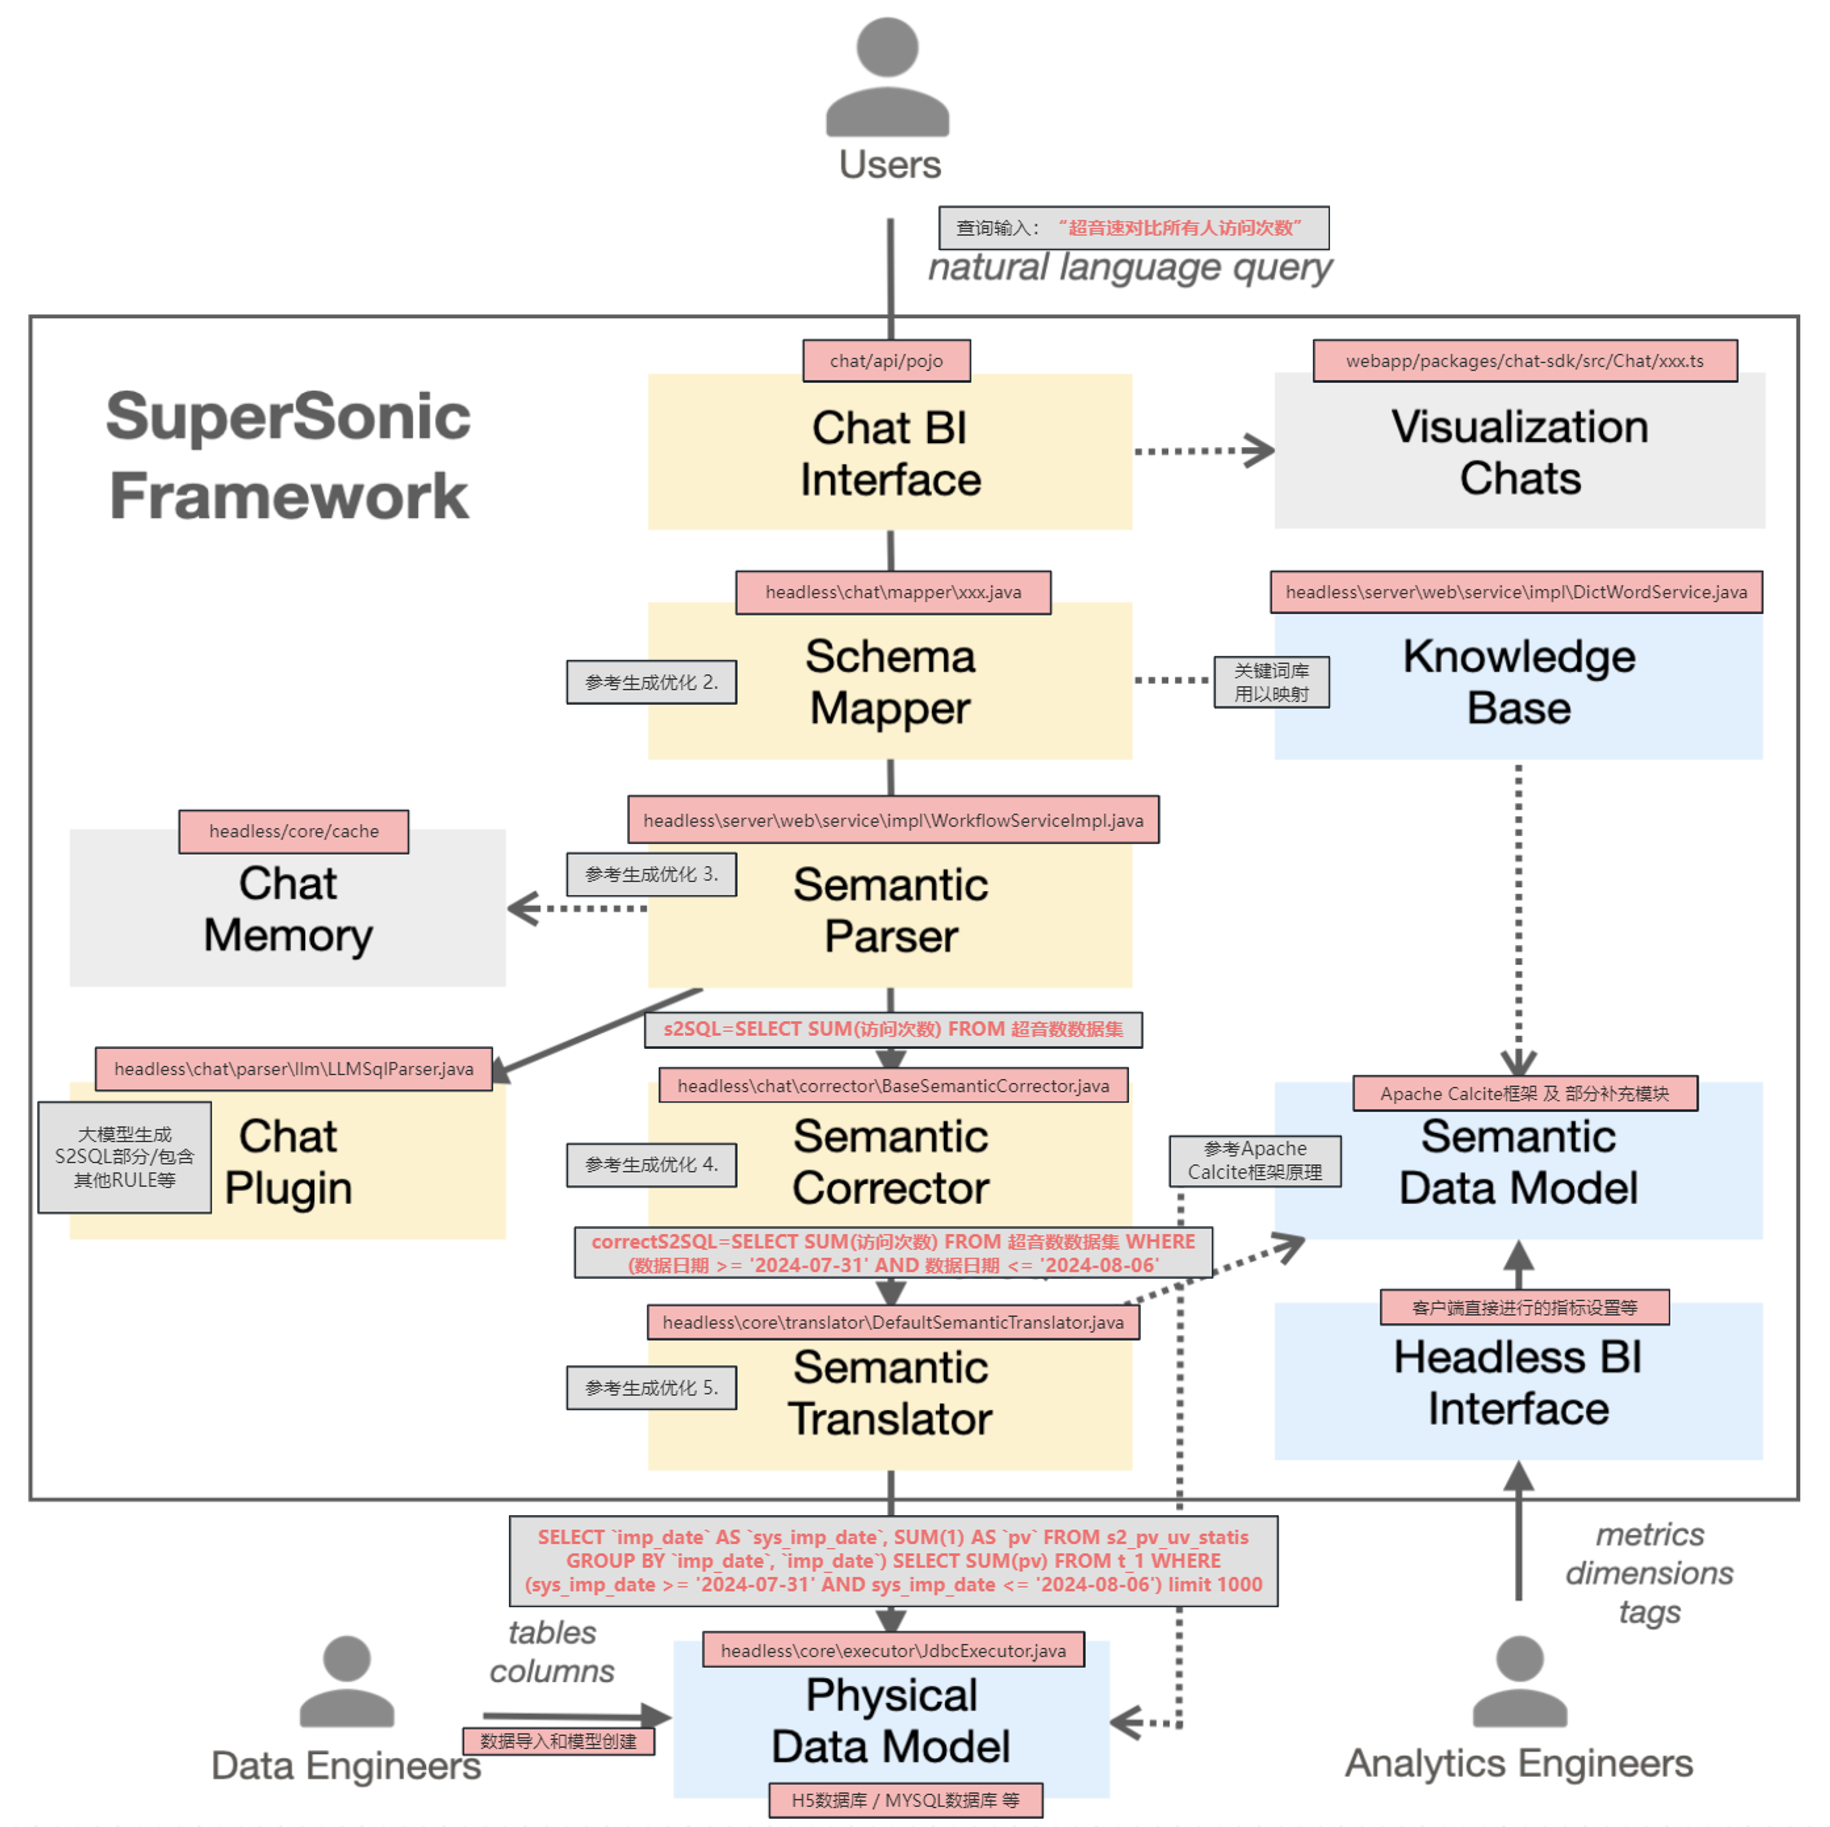 Users
查询输入：“超音速对比所有人访问次数”
natural language query
SuperSonic
Framework
chat/api/pojo
Chat BI
Interface
webapp/packages/chat-sdk/src/Chat/xxx.ts
Visualization
Chats
headless\chat\mapper\xxx.java
Schema
Mapper
参考生成优化 2.
关键词库
用以映射
headless\server\web\service\impl\DictWordService.java
Knowledge
Base
headless/core/cache
Chat
Memory
headless\server\web\service\impl\WorkflowServiceImpl.java
参考生成优化 3.
Semantic
Parser
s2SQL=SELECT SUM(访问次数) FROM 超音数数据集
headless\chat\parser\llm\LLMSqlParser.java
大模型生成
S2SQL部分/包含
其他RULE等
Chat
Plugin
headless\chat\corrector\BaseSemanticCorrector.java
参考生成优化 4.
Semantic
Corrector
参考Apache
Calcite框架原理
Apache Calcite框架 及 部分补充模块
Semantic
Data Model
correctS2SQL=SELECT SUM(访问次数) FROM 超音数数据集 WHERE
(数据日期 >= '2024-07-31' AND 数据日期 <= '2024-08-06'
headless\core\translator\DefaultSemanticTranslator.java
参考生成优化 5.
Semantic
Translator
客户端直接进行的指标设置等
Headless BI
Interface
SELECT `imp_date` AS `sys_imp_date`, SUM(1) AS `pv` FROM s2_pv_uv_statis
GROUP BY `imp_date`, `imp_date`) SELECT SUM(pv) FROM t_1 WHERE
(sys_imp_date >= '2024-07-31' AND sys_imp_date <= '2024-08-06') limit 1000
metrics
dimensions
tags
tables
columns
数据导入和模型创建
Data Engineers
headless\core\executor\JdbcExecutor.java
Physical
Data Model
H5数据库 / MYSQL数据库 等
Analytics Engineers